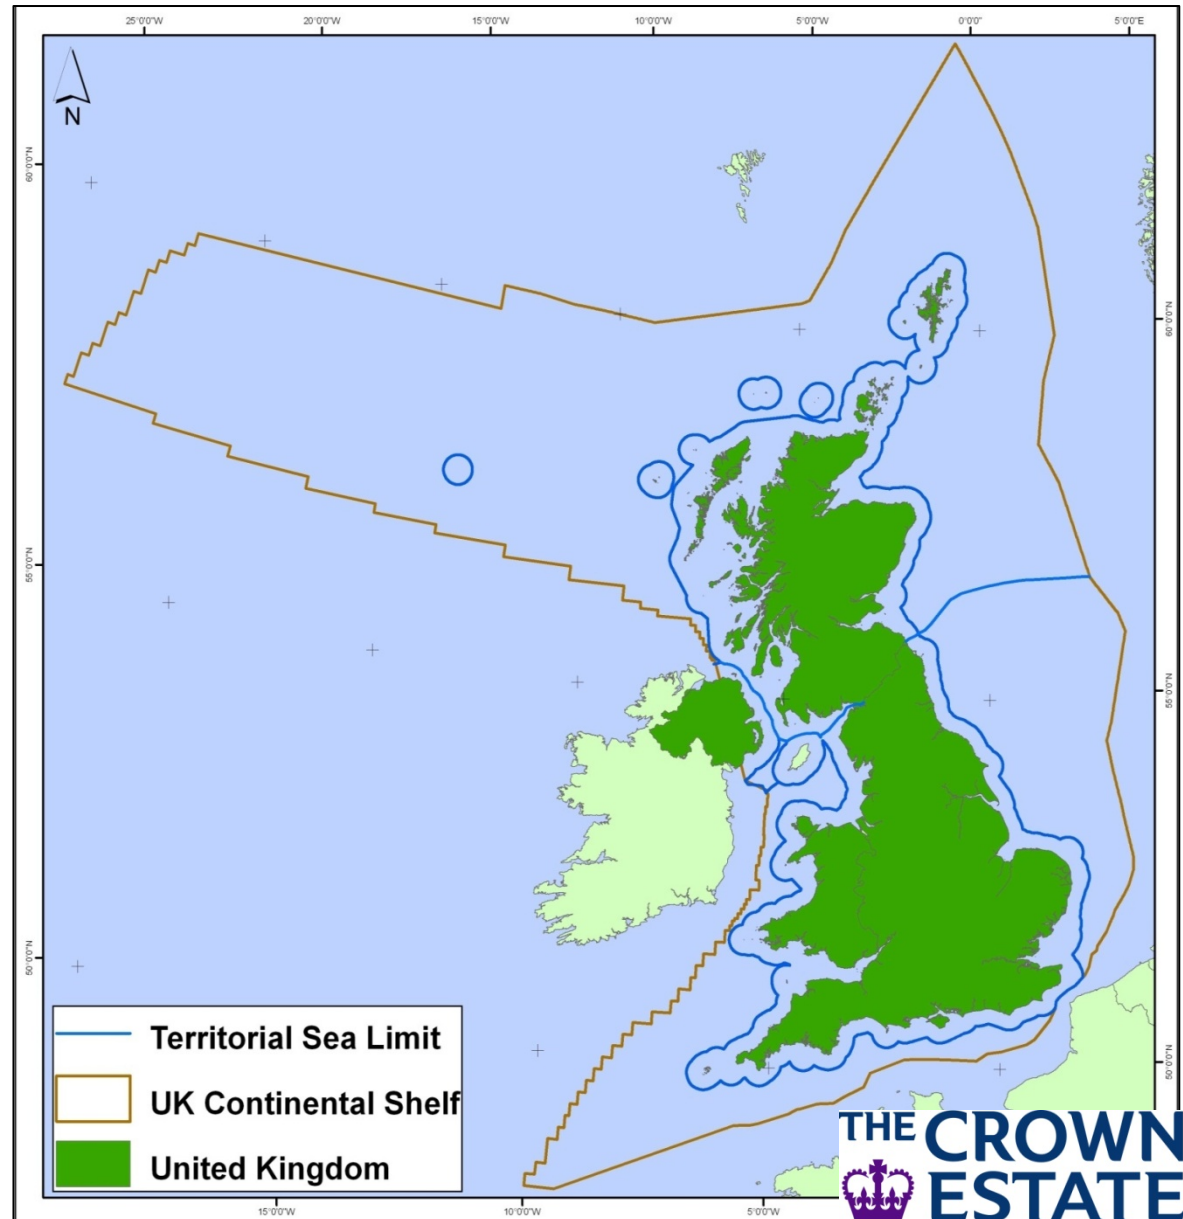 25°0'0"W 20°0'0"W 15°0'0"W 10°0'0"W 5°0'0"W 0°0'0" 5°0'0"E
N
60°0'0"N
60°0'0"N
55°0'0"N
55°0'0"N
50°0'0"N
50°0'0"N
Territorial Sea Limit
UK Continental Shelf
United Kingdom
THE CROWN
ESTATE
15°0'0"W 10°0'0"W 5°0'0"W